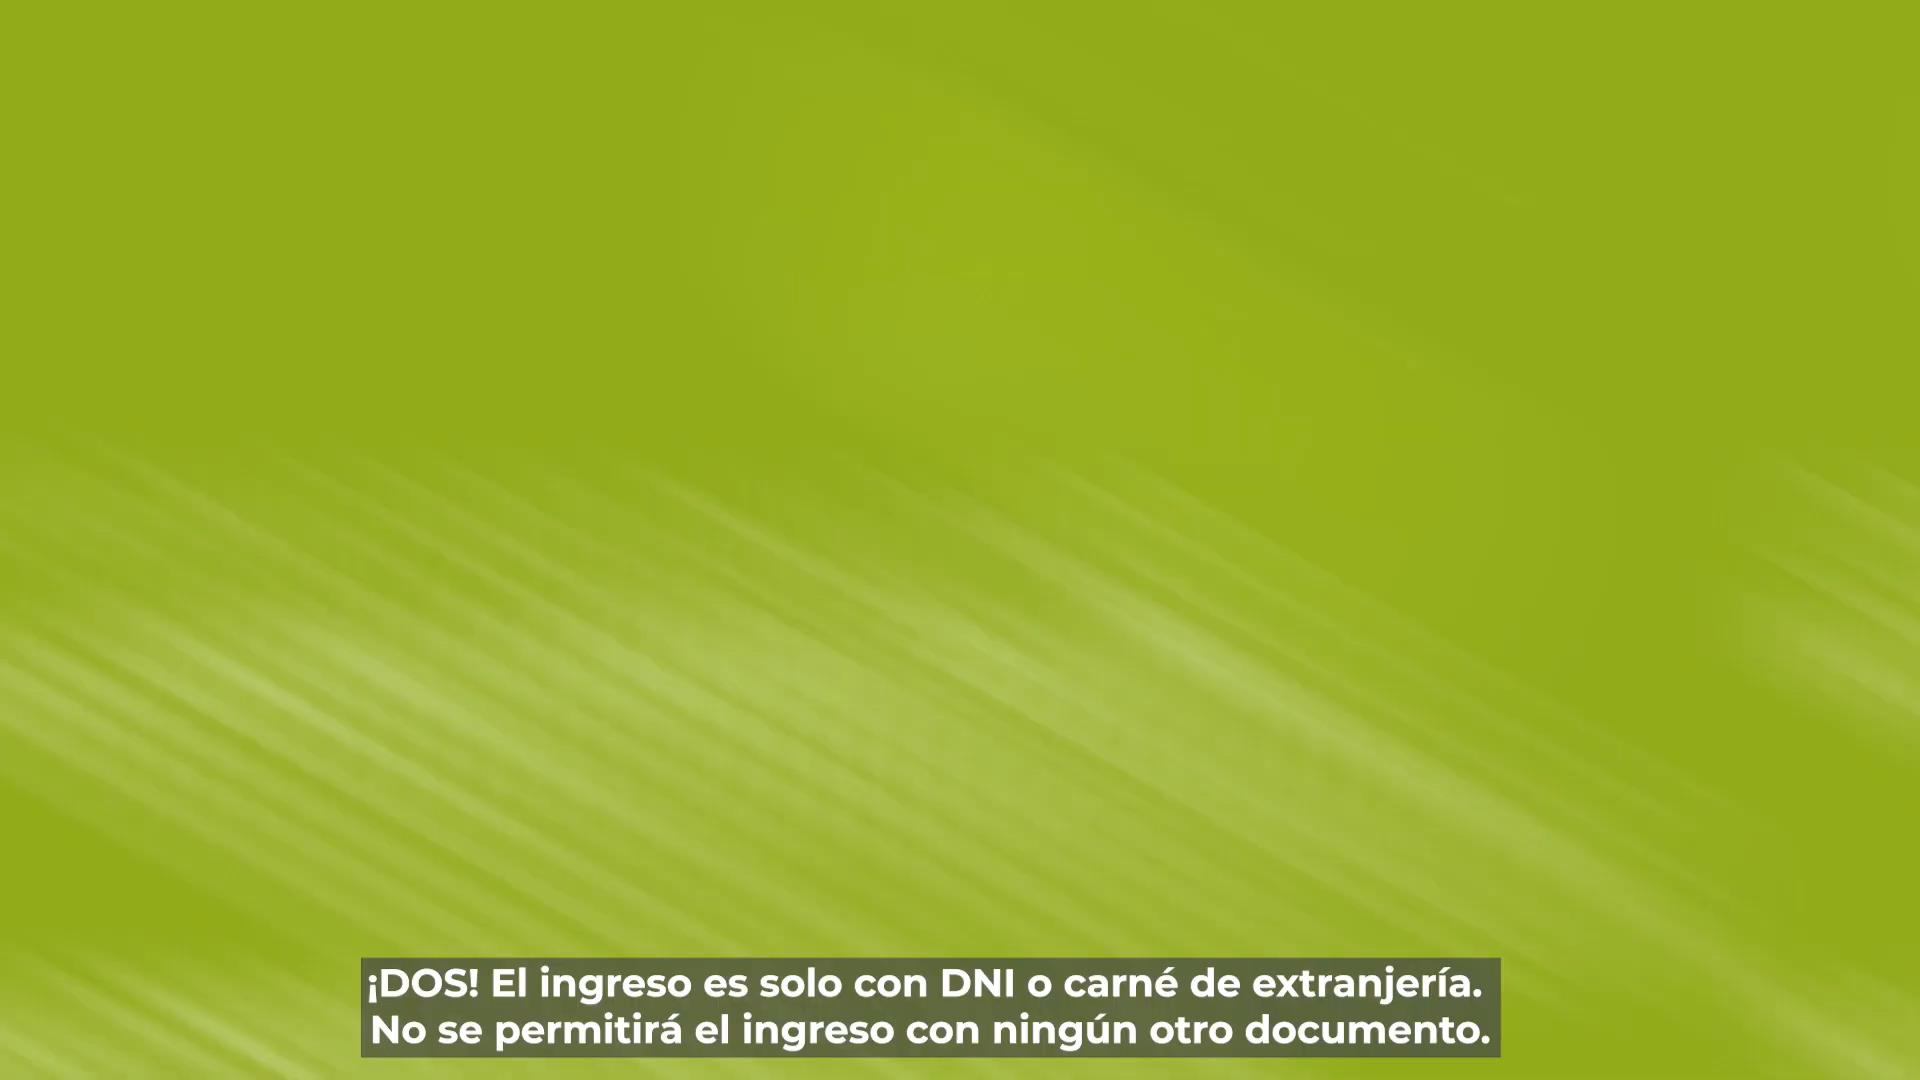 ¡DOS! El ingreso es solo con DNI o carné de extranjería.
No se permitirá el ingreso con ningún otro documento.